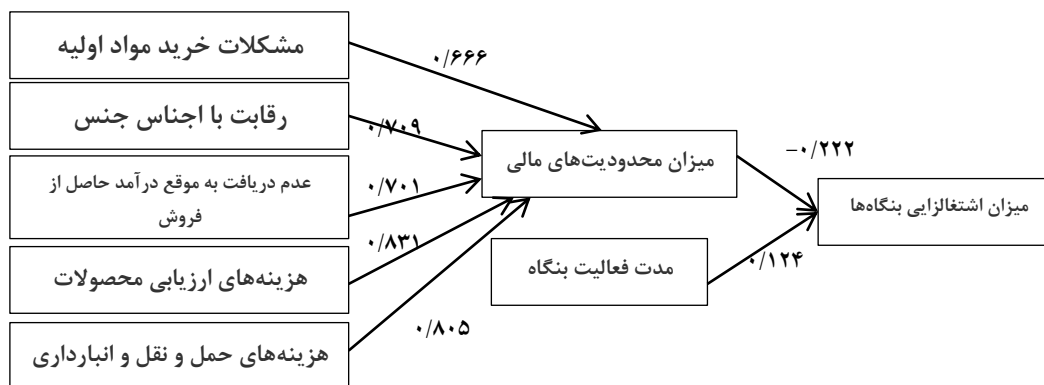 مشکلات خرید مواد اولیه
۰/۶۶۶
رقابت با اجناس جنس
۰/۷۰۹
میزان محدودیت‌های مالی
-۰/۲۲۲
عدم دریافت به موقع درآمد حاصل از
فروش
۰/۷۰۱
میزان اشتغالزایی بنگاه‌ها
هزینه‌های ارزیابی محصولات
۰/۸۳۱
مدت فعالیت بنگاه
۰/۱۲۴
هزینه‌های حمل و نقل و انبارداری
۰/۸۰۵